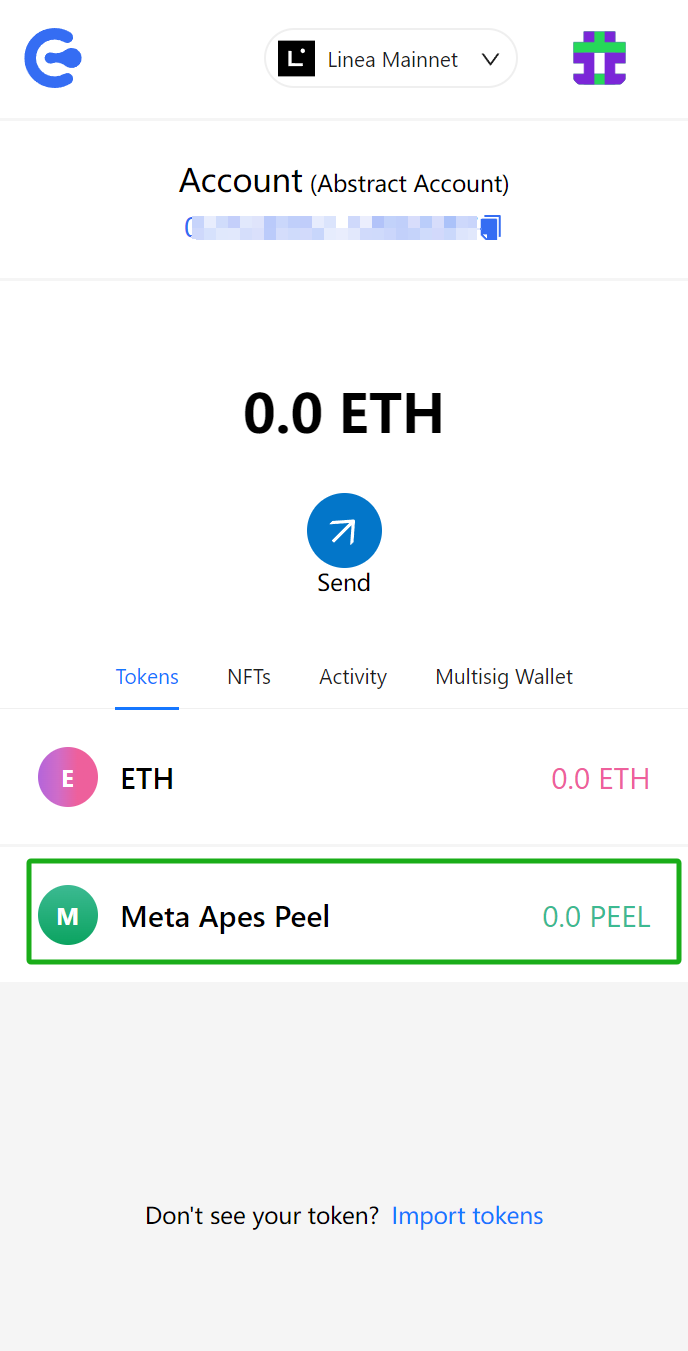 L Linea Mainnet
Account (Abstract Account)
0.0 ETH
Send
Tokens NFTs Activity Multisig Wallet
E ETH 0.0 ETH
M Meta Apes Peel 0.0 PEEL
Don't see your token? Import tokens